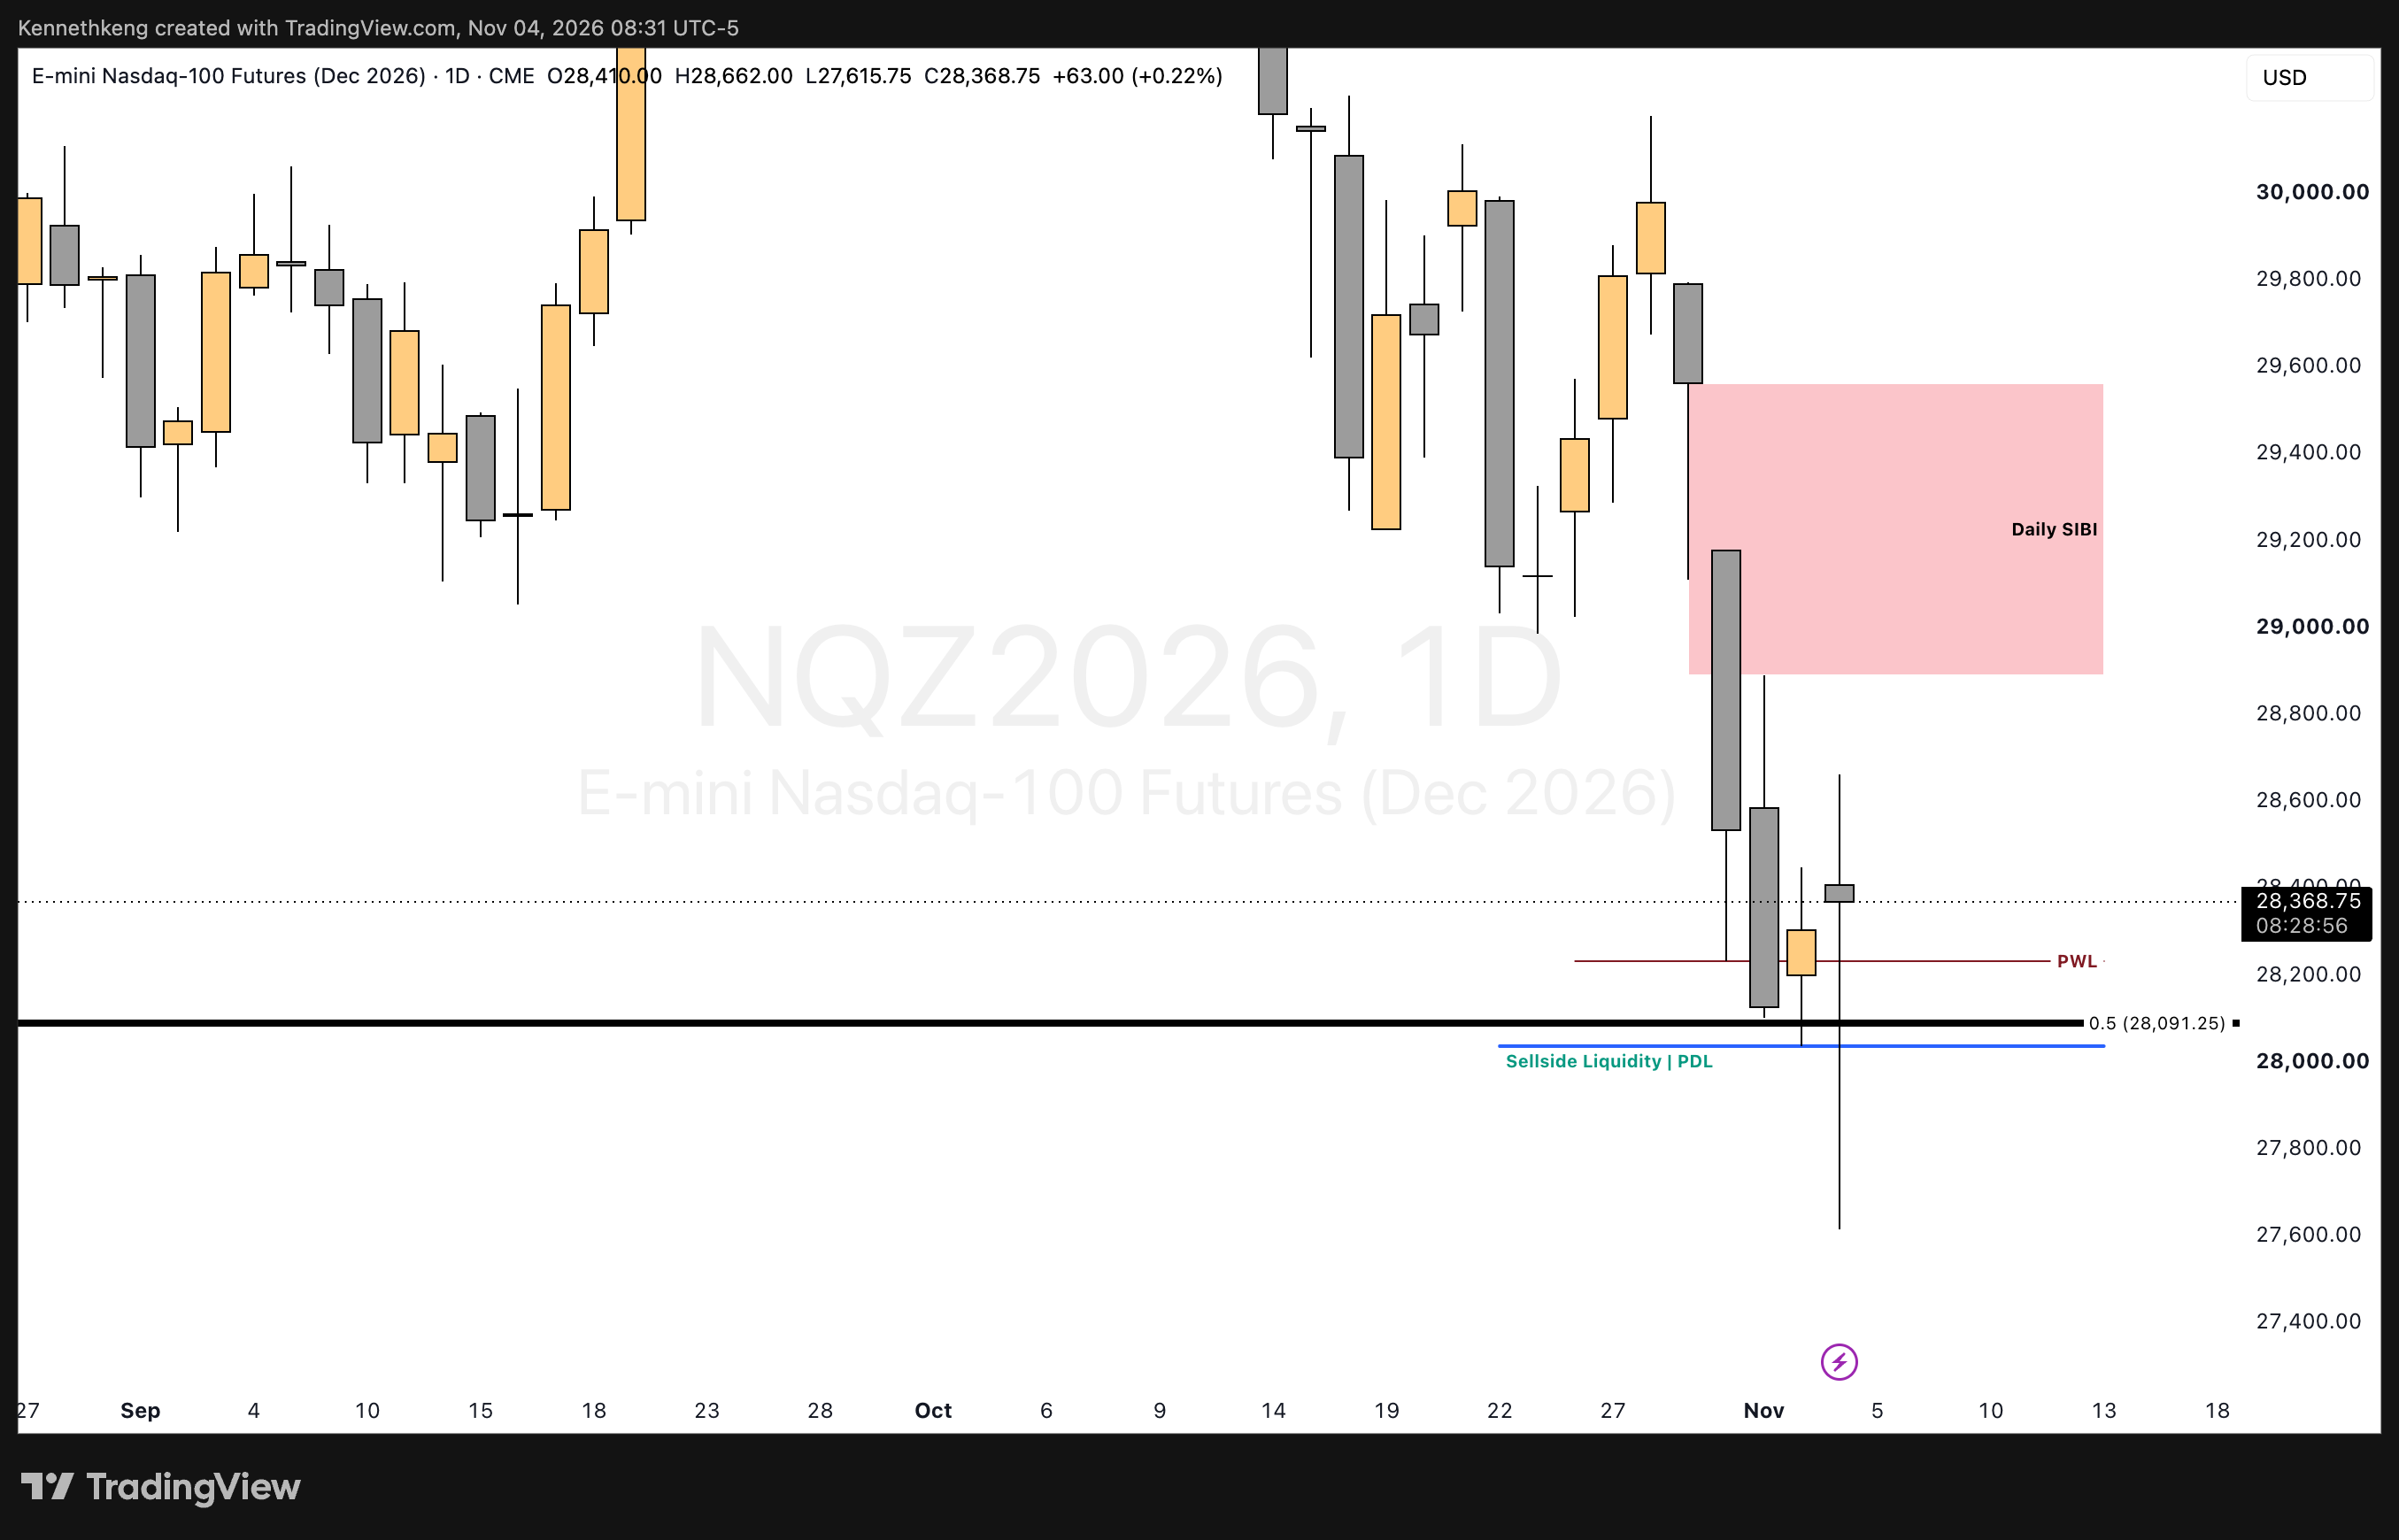 Kennethkeng created with TradingView.com, Nov 04, 2026 08:31 UTC-5
E-mini Nasdaq-100 Futures (Dec 2026) · 1D · CME O28,410.00 H28,662.00 L27,615.75 C28,368.75 +63.00 (+0.22%)
USD
30,000.00
29,800.00
29,600.00
29,400.00
Daily SIBI
29,200.00
29,000.00
NQZ2026, 1D
E-mini Nasdaq-100 Futures (Dec 2026)
28,800.00
28,600.00
28,400.00
28,368.75
08:28:56
PWL
28,200.00
0.5 (28,091.25)
Sellside Liquidity | PDL
28,000.00
27,800.00
27,600.00
27,400.00
27 Sep 4 10 15 18 23 28 Oct 6 9 14 19 22 27 Nov 5 10 13 18
TradingView